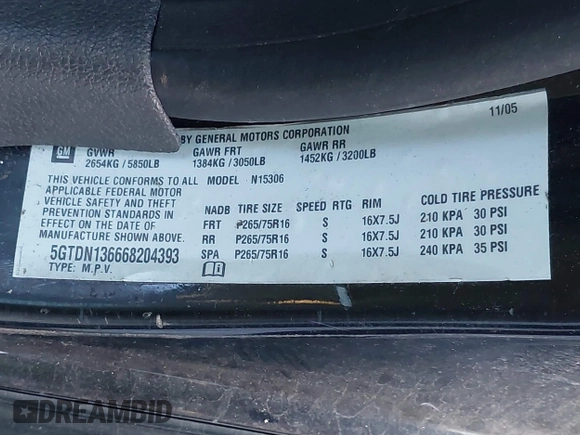 11/05
BY GENERAL MOTORS CORPORATION
GM GVWR GAWR FRT GAWR RR
2654KG / 5850LB 1384KG / 3050LB 1452KG / 3200LB
THIS VEHICLE CONFORMS TO ALL MODEL N15306
APPLICABLE FEDERAL MOTOR
VEHICLE SAFETY AND THEFT
PREVENTION STANDARDS IN
EFFECT ON THE DATE OF
MANUFACTURE SHOWN ABOVE.
5GTDN136668204393
TYPE: M.P.V.
NADB TIRE SIZE SPEED RTG RIM COLD TIRE PRESSURE
FRT P265/75R16 S 16X7.5J 210 KPA 30 PSI
RR P265/75R16 S 16X7.5J 210 KPA 30 PSI
SPA P265/75R16 S 16X7.5J 240 KPA 35 PSI
DREAMBID